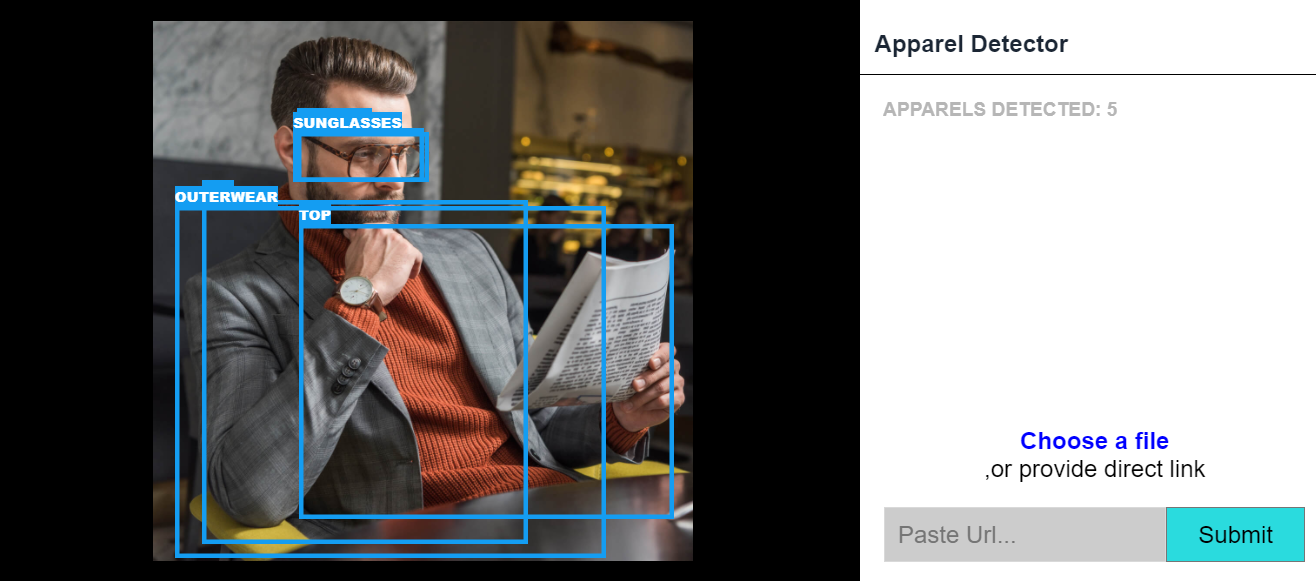 Apparel Detector
APPARELS DETECTED: 5
SUNGLASSES
OUTERWEAR
TOP
Choose a file
,or provide direct link
Paste Url...
Submit